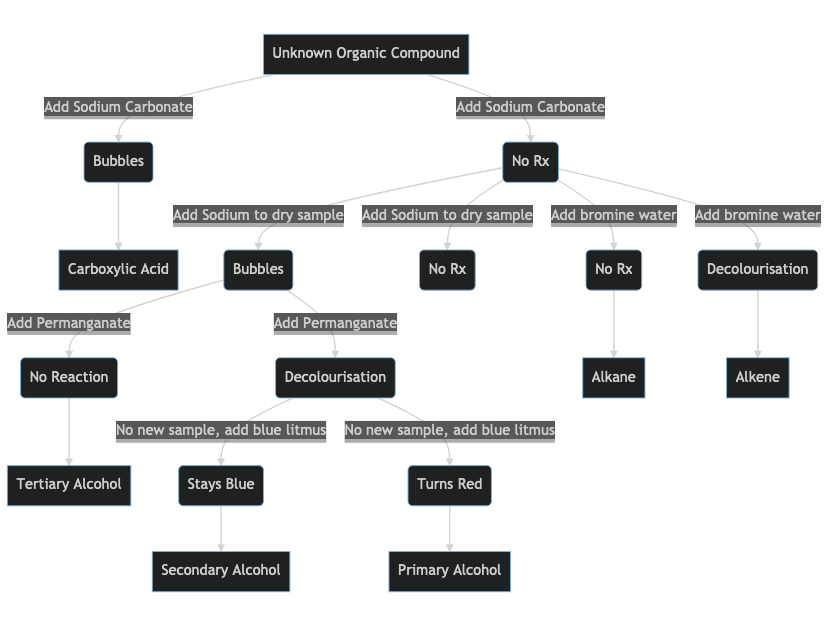 Unknown Organic Compound
Add Sodium Carbonate
Add Sodium Carbonate
Bubbles
No Rx
Add Sodium to dry sample
Add Sodium to dry sample
Add bromine water
Add bromine water
Carboxylic Acid
Bubbles
No Rx
No Rx
Decolourisation
Add Permanganate
Add Permanganate
No Reaction
Decolourisation
Alkane
Alkene
No new sample, add blue litmus
No new sample, add blue litmus
Tertiary Alcohol
Stays Blue
Turns Red
Secondary Alcohol
Primary Alcohol